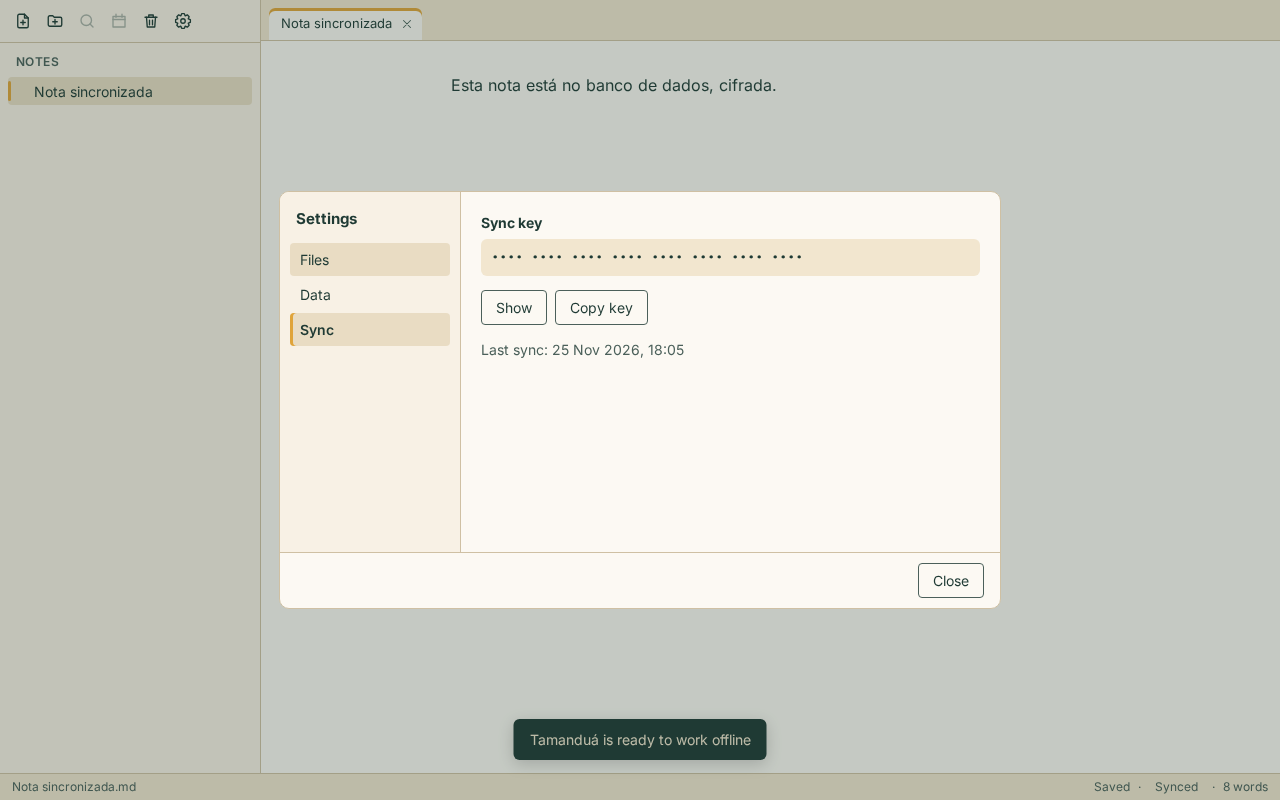 Nota sincronizada
NOTES
Nota sincronizada
Esta nota está no banco de dados, cifrada.
Settings
Files
Data
Sync
Sync key
•••• •••• •••• •••• •••• •••• •••• ••••
Show
Copy key
Last sync: 25 Nov 2026, 18:05
Close
Tamanduá is ready to work offline
Nota sincronizada.md
Saved · Synced · 8 words